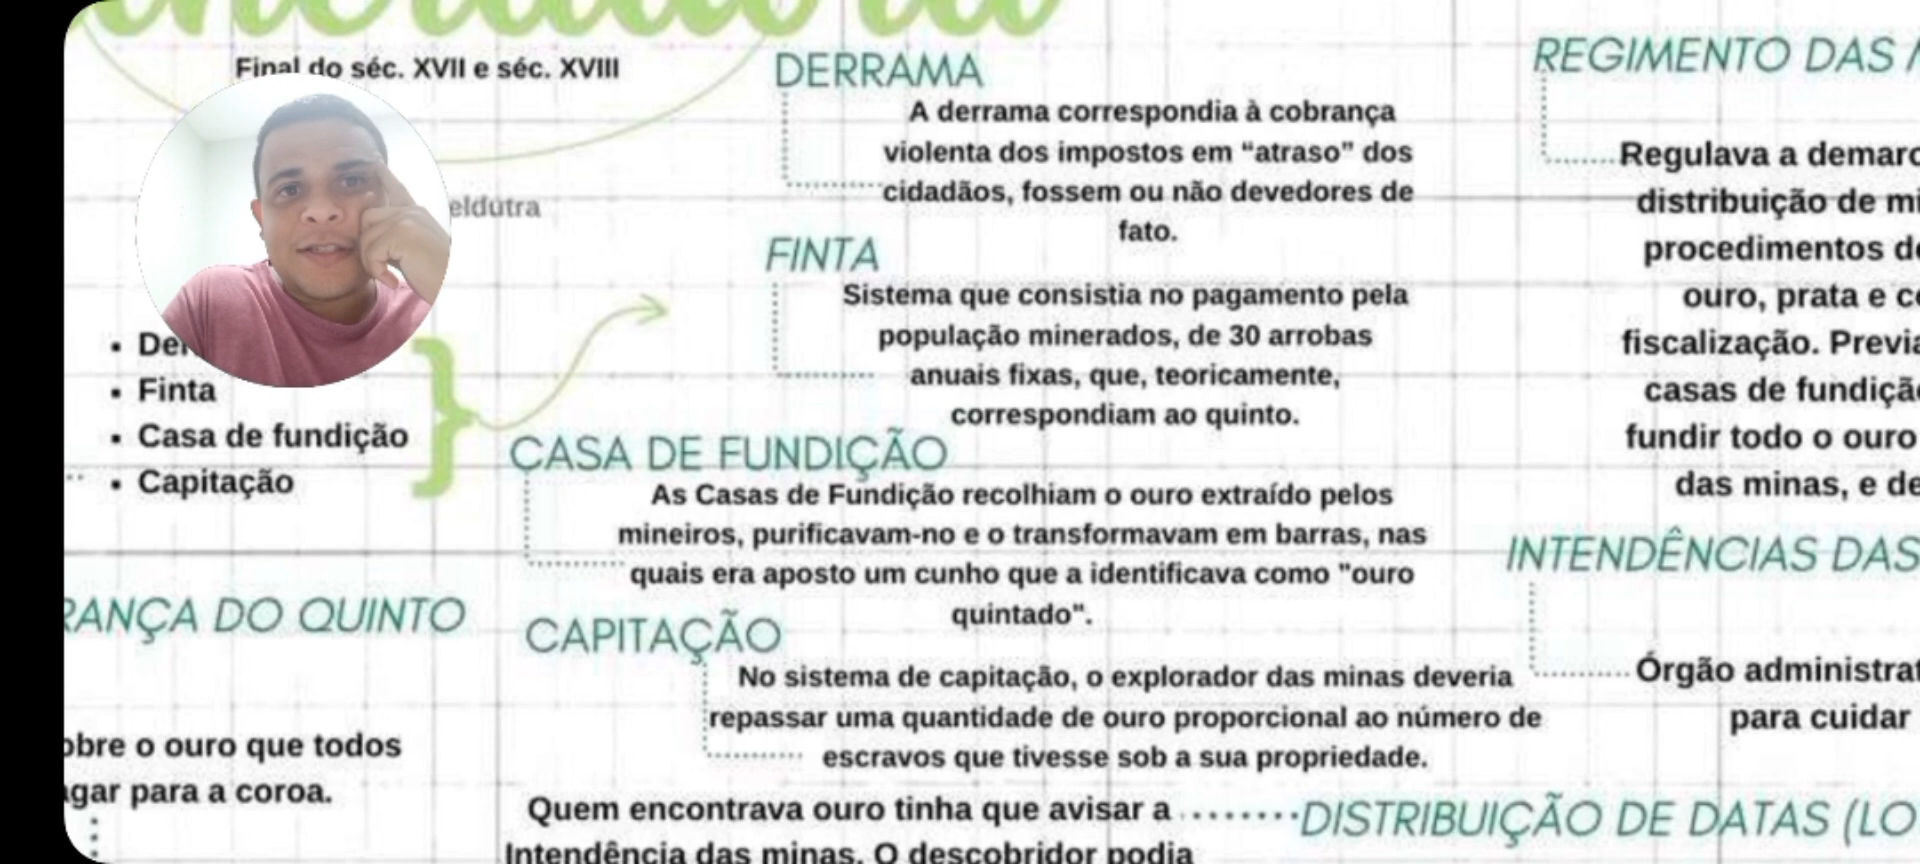 Final do séc. XVII e séc. XVIII
eldutra
Finta
Casa de fundição
Capitação
DERRAMA
A derrama correspondia à cobrança
violenta dos impostos em “atraso” dos
cidadãos, fossem ou não devedores de
fato.
FINTA
Sistema que consistia no pagamento pela
população minerados, de 30 arrobas
anuais fixas, que, teoricamente,
correspondiam ao quinto.
CASA DE FUNDIÇÃO
As Casas de Fundição recolhiam o ouro extraído pelos
mineiros, purificavam-no e o transformavam em barras, nas
quais era aposto um cunho que a identificava como "ouro
quintado".
CAPITAÇÃO
No sistema de capitação, o explorador das minas deveria
repassar uma quantidade de ouro proporcional ao número de
escravos que tivesse sob a sua propriedade.
Quem encontrava ouro tinha que avisar a
Intendência das minas. O descobridor podia
RANÇA DO QUINTO
obre o ouro que todos
agar para a coroa.
REGIMENTO DAS
Regulava a demarc
distribuição de mi
procedimentos de
ouro, prata e co
fiscalização. Previa
casas de fundição
fundir todo o ouro
das minas, e de
INTENDÊNCIAS DAS
Órgão administrat
para cuidar
DISTRIBUIÇÃO DE DATAS (LO